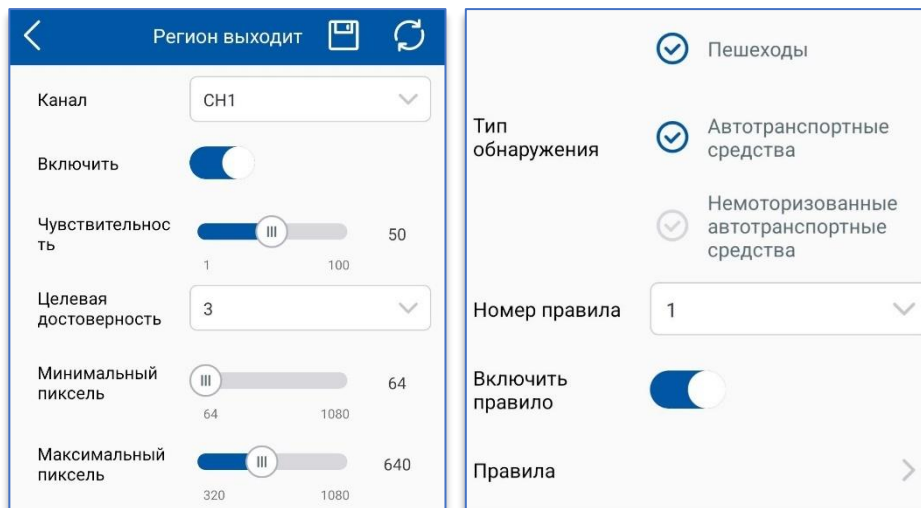 Регион выходит
Канал
CH1
Включить
Чувствительнос
ть
50
1
100
Целевая
достоверность
3
Минимальный
пиксель
64
64
1080
Максимальный
пиксель
640
320
1080
Пешеходы
Тип
обнаружения
Автотранспортные
средства
Немоторизованные
автотранспортные
средства
Номер правила
1
Включить
правило
Правила